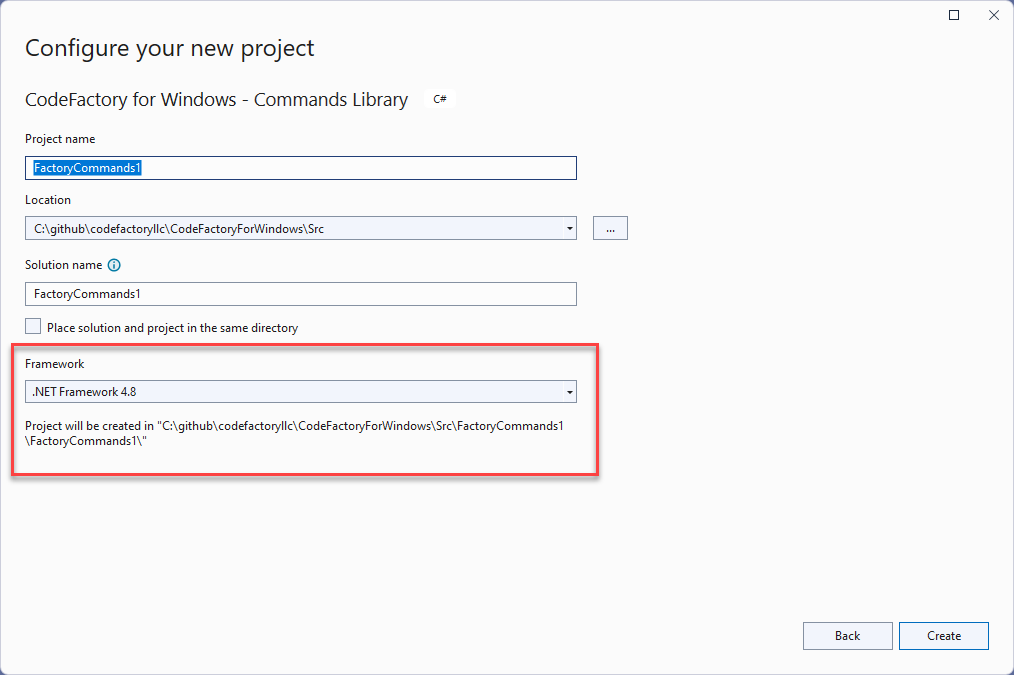 Configure your new project
CodeFactory for Windows - Commands Library C#
Project name
FactoryCommands1
Location
C:\github\codefactoryllc\CodeFactoryForWindows\Src
...
Solution name
FactoryCommands1
Place solution and project in the same directory
Framework
.NET Framework 4.8
Project will be created in "C:\github\codefactoryllc\CodeFactoryForWindows\Src\FactoryCommands1
\FactoryCommands1\"
Back Create